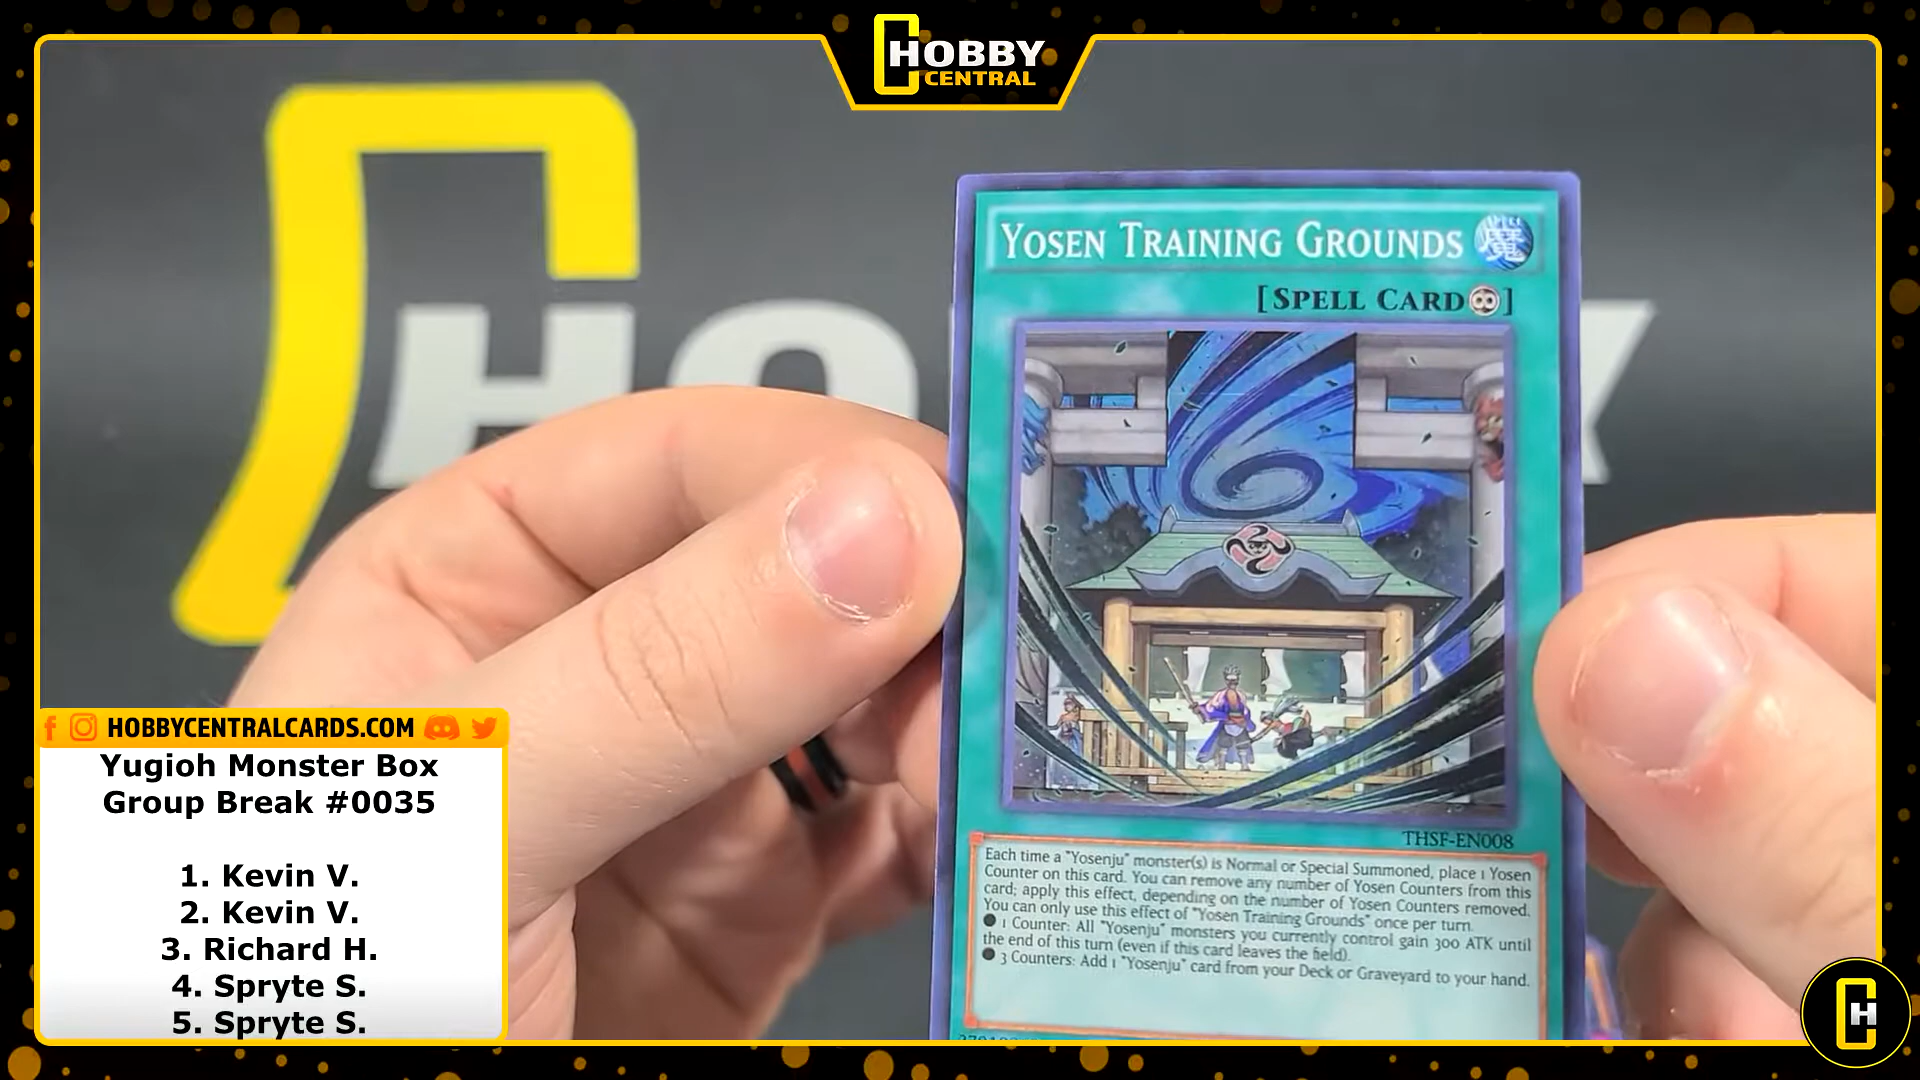 HOBBY
CENTRAL
YOSEN TRAINING GROUNDS 魔
[SPELL CARD]
THSF-EN008
Each time a "Yosenju" monster(s) is Normal or Special Summoned, place 1 Yosen
Counter on this card. You can remove any number of Yosen Counters from this
card; apply this effect, depending on the number of Yosen Counters removed.
You can only use this effect of "Yosen Training Grounds" once per turn.
● 1 Counter: All "Yosenju" monsters you currently control gain 300 ATK until
the end of this turn (even if this card leaves the field).
● 3 Counters: Add 1 "Yosenju" card from your Deck or Graveyard to your hand.
HOBBYCENTRALCARDS.COM
Yugioh Monster Box
Group Break #0035
1. Kevin V.
2. Kevin V.
3. Richard H.
4. Spryte S.
5. Spryte S.
CH